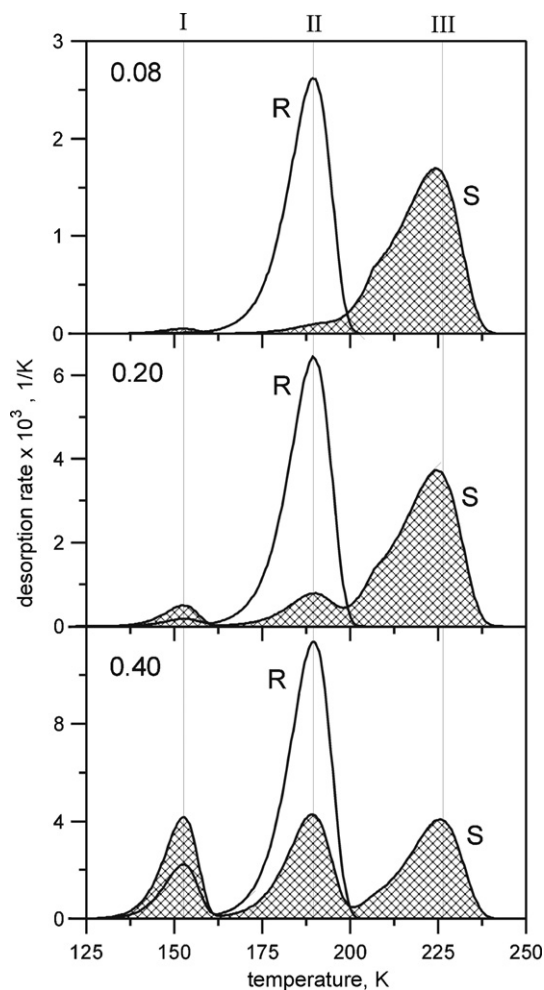 I II III
3
0.08
R
2
S
1
0
6
0.20
R
4
S
2
0
0.40
R
8
4
S
0
125 150 175 200 225 250
temperature, K
desorption rate x 10³ , 1/K